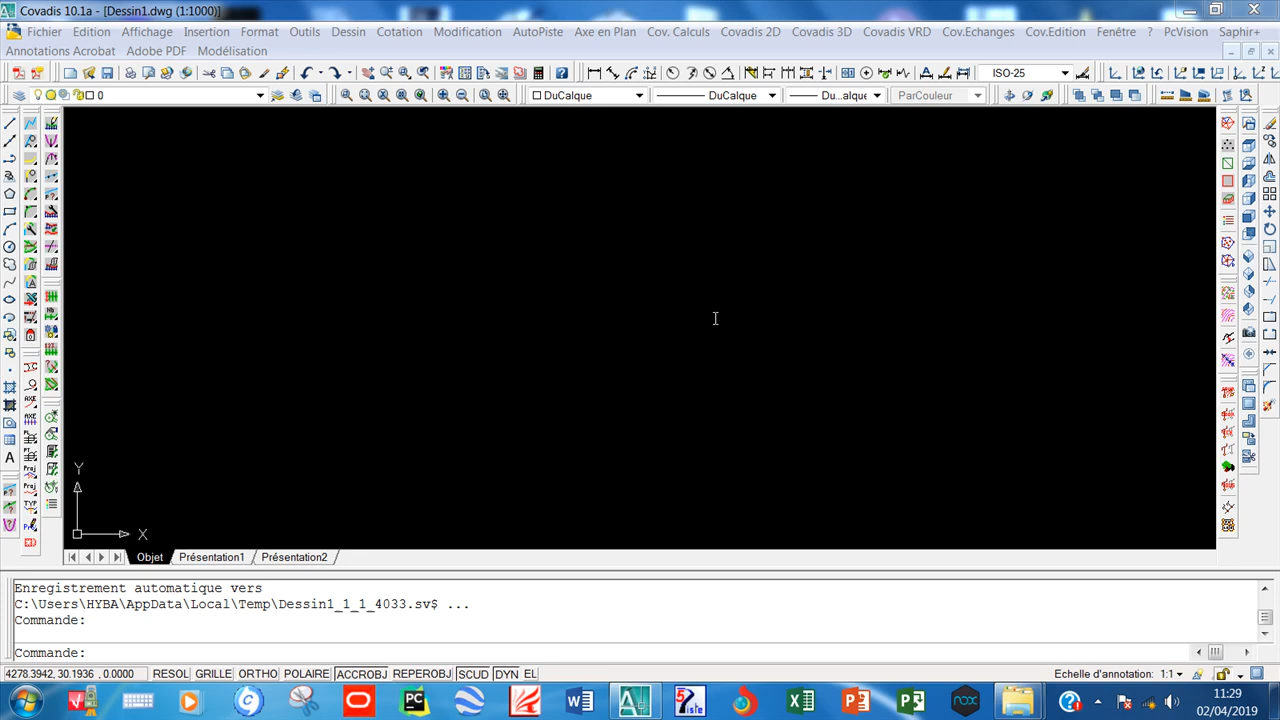 Covadis 10.1a - [Dessin1.dwg (1:1000)]
Fichier Edition Affichage Insertion Format Outils Dessin Cotation Modification AutoPiste Axe en Plan Cov. Calculs Covadis 2D Covadis 3D Covadis VRD Cov.Echanges Cov.Edition Fenêtre ? PcVision Saphir+
Annotations Acrobat Adobe PDF Modélisation
ISO-25
0 DuCalque DuCalque Du...alque ParCouleur
Y
X
Objet Présentation1 Présentation2
Enregistrement automatique vers
C:\Users\HYBA\AppData\Local\Temp\Dessin1_1_1_4033.sv$ ...
Commande:
Commande:
4278.3942, 30.1936, 0.0000 RESOL GRILLE ORTHO POLAIRE ACCROBJ REPEROBJ SCUD DYN EL Echelle d'annotation: 1:1
11:29
02/04/2019